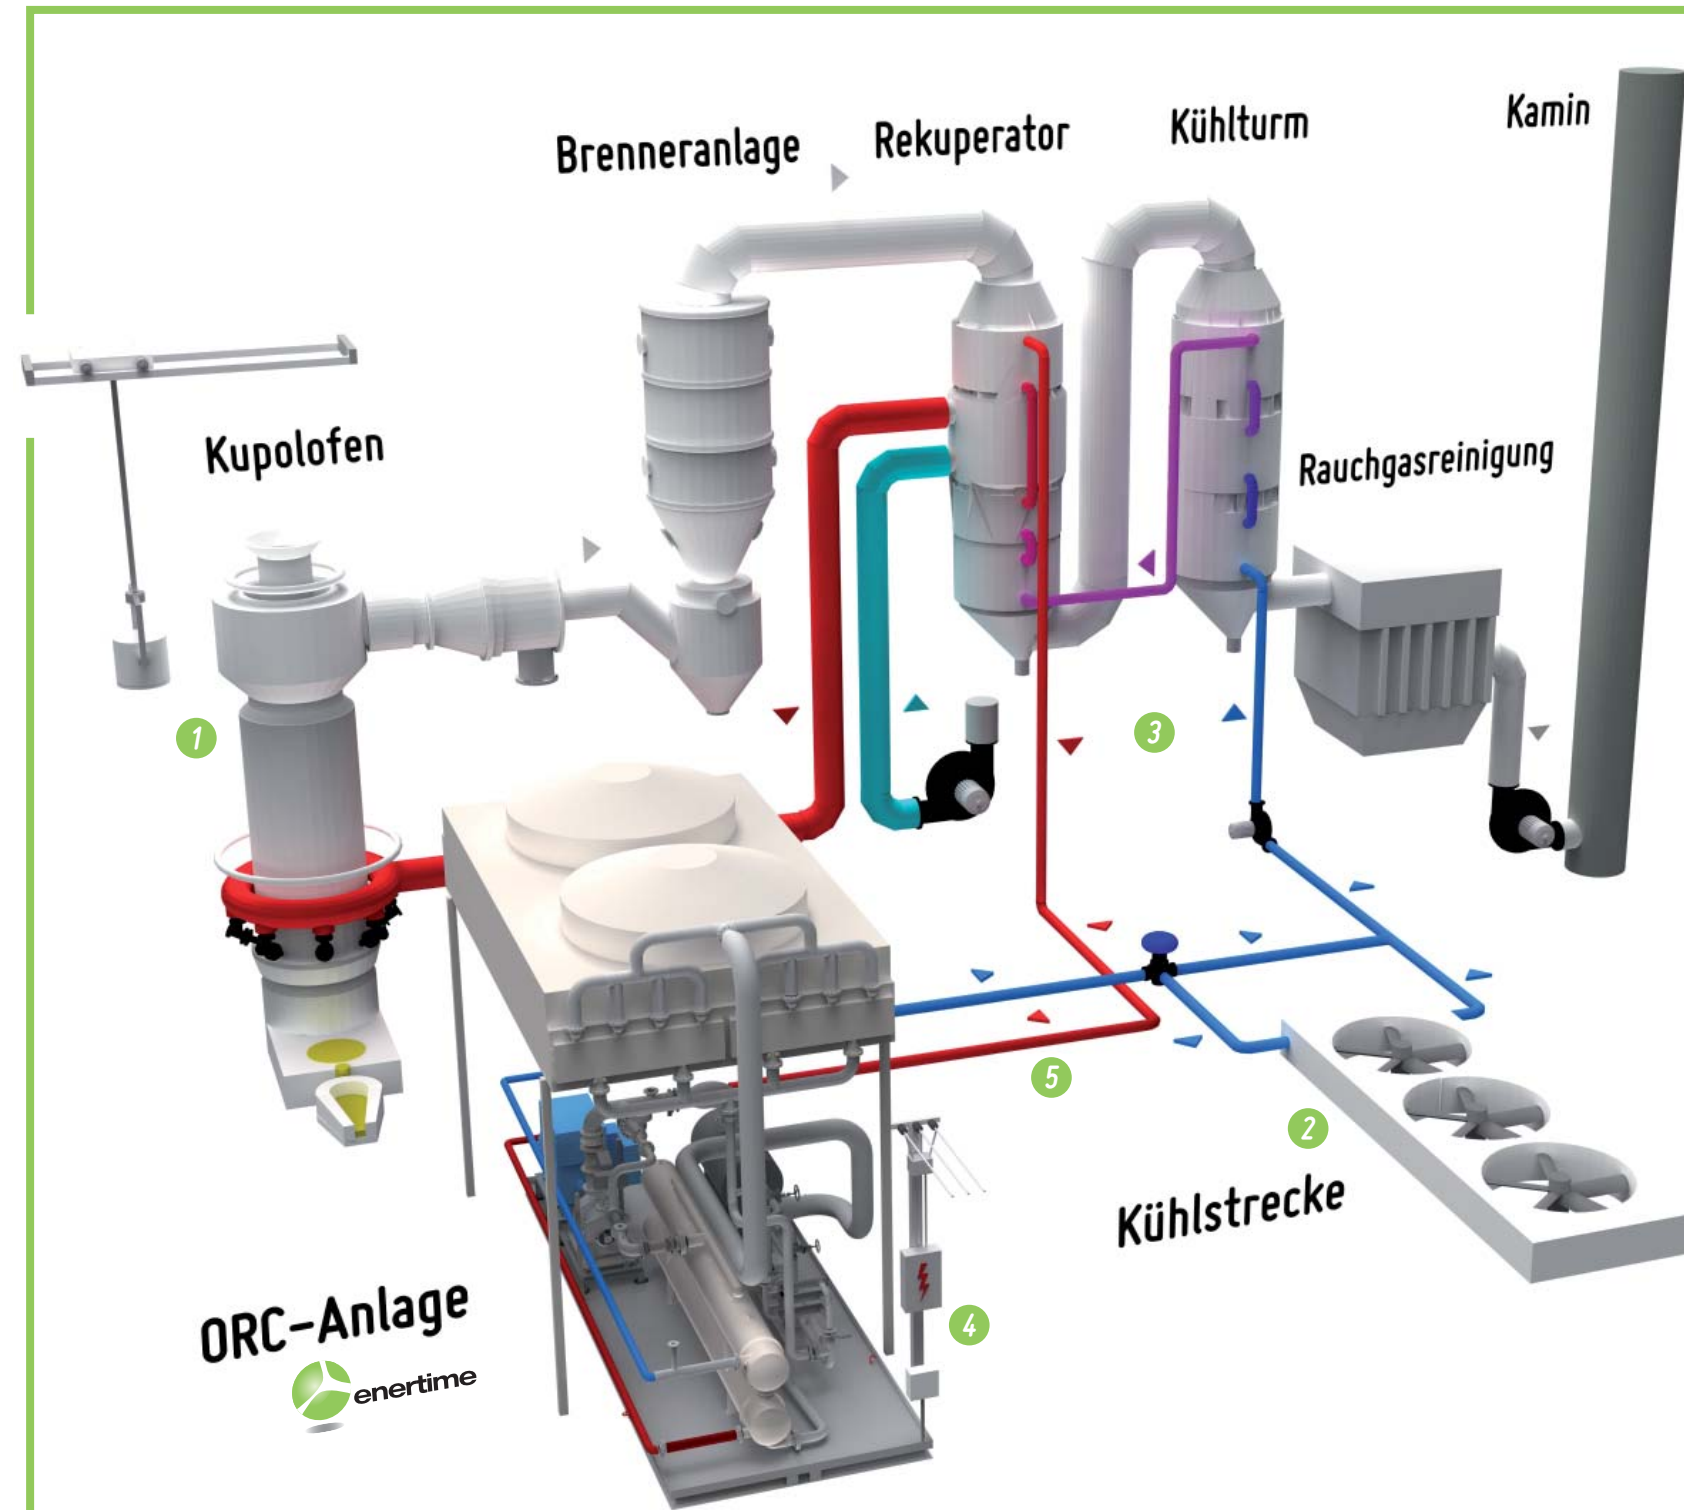 Kamin
Kühlturm
Rekuperator
Brenneranlage
Kupolofen
Rauchgasreinigung
1
3
5
2
Kühlstrecke
4
ORC-Anlage
enertime